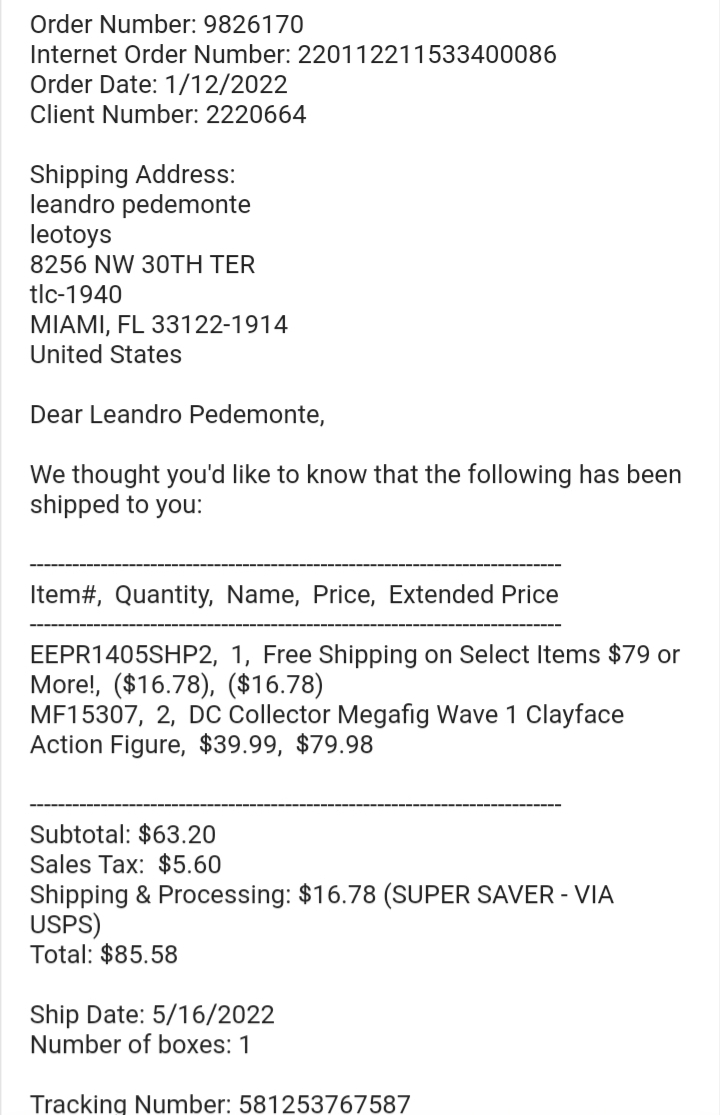 Order Number: 9826170
Internet Order Number: 220112211533400086
Order Date: 1/12/2022
Client Number: 2220664
Shipping Address:
leandro pedemonte
leotoys
8256 NW 30TH TER
tlc-1940
MIAMI, FL 33122-1914
United States
Dear Leandro Pedemonte,
We thought you'd like to know that the following has been
shipped to you:
----------------------------------------------------------------------------
Item#,  Quantity,  Name,  Price,  Extended Price
----------------------------------------------------------------------------
EEPR1405SHP2,  1,  Free Shipping on Select Items $79 or
More!,  ($16.78),  ($16.78)
MF15307,  2,  DC Collector Megafig Wave 1 Clayface
Action Figure,  $39.99,  $79.98
----------------------------------------------------------------------------
Subtotal: $63.20
Sales Tax:  $5.60
Shipping & Processing: $16.78 (SUPER SAVER - VIA
USPS)
Total: $85.58
Ship Date: 5/16/2022
Number of boxes: 1
Tracking Number: 581253767587